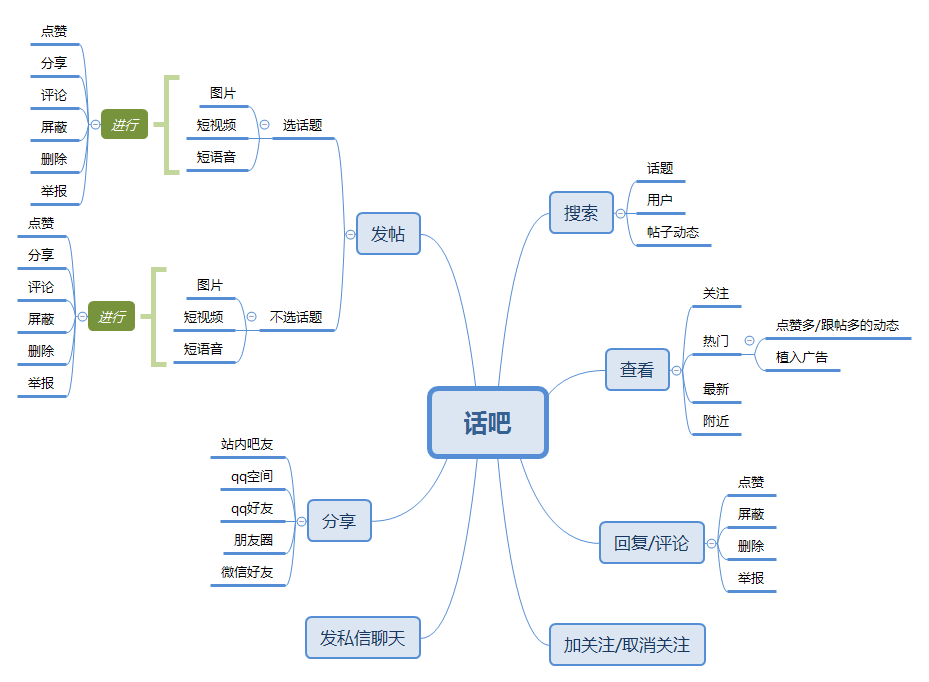 话吧
搜索
话题
用户
帖子动态
查看
关注
热门
点赞多/跟帖多的动态
植入广告
最新
附近
回复/评论
点赞
屏蔽
删除
举报
加关注/取消关注
发帖
选话题
图片
短视频
短语音
进行
点赞
分享
评论
屏蔽
删除
举报
不选话题
图片
短视频
短语音
进行
点赞
分享
评论
屏蔽
删除
举报
分享
站内吧友
qq空间
qq好友
朋友圈
微信好友
发私信聊天